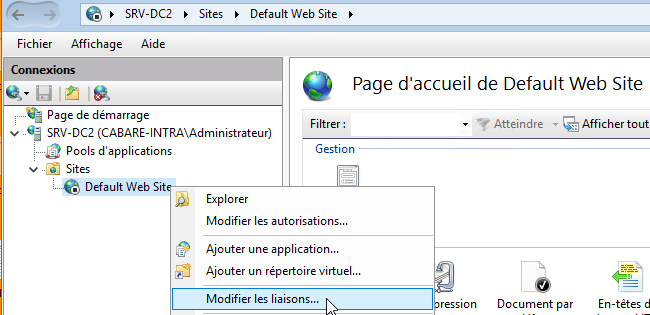 SRV-DC2 Sites Default Web Site
Fichier Affichage Aide
Connexions
Page de démarrage
SRV-DC2 (CABARE-INTRA\Administrateur)
Pools d'applications
Sites
Default Web Site
Explorer
Modifier les autorisations...
Ajouter une application...
Ajouter un répertoire virtuel...
Modifier les liaisons...
Page d'accueil de Default Web Site
Filtrer : Atteindre Afficher tout
Gestion
Document par
En-têtes de